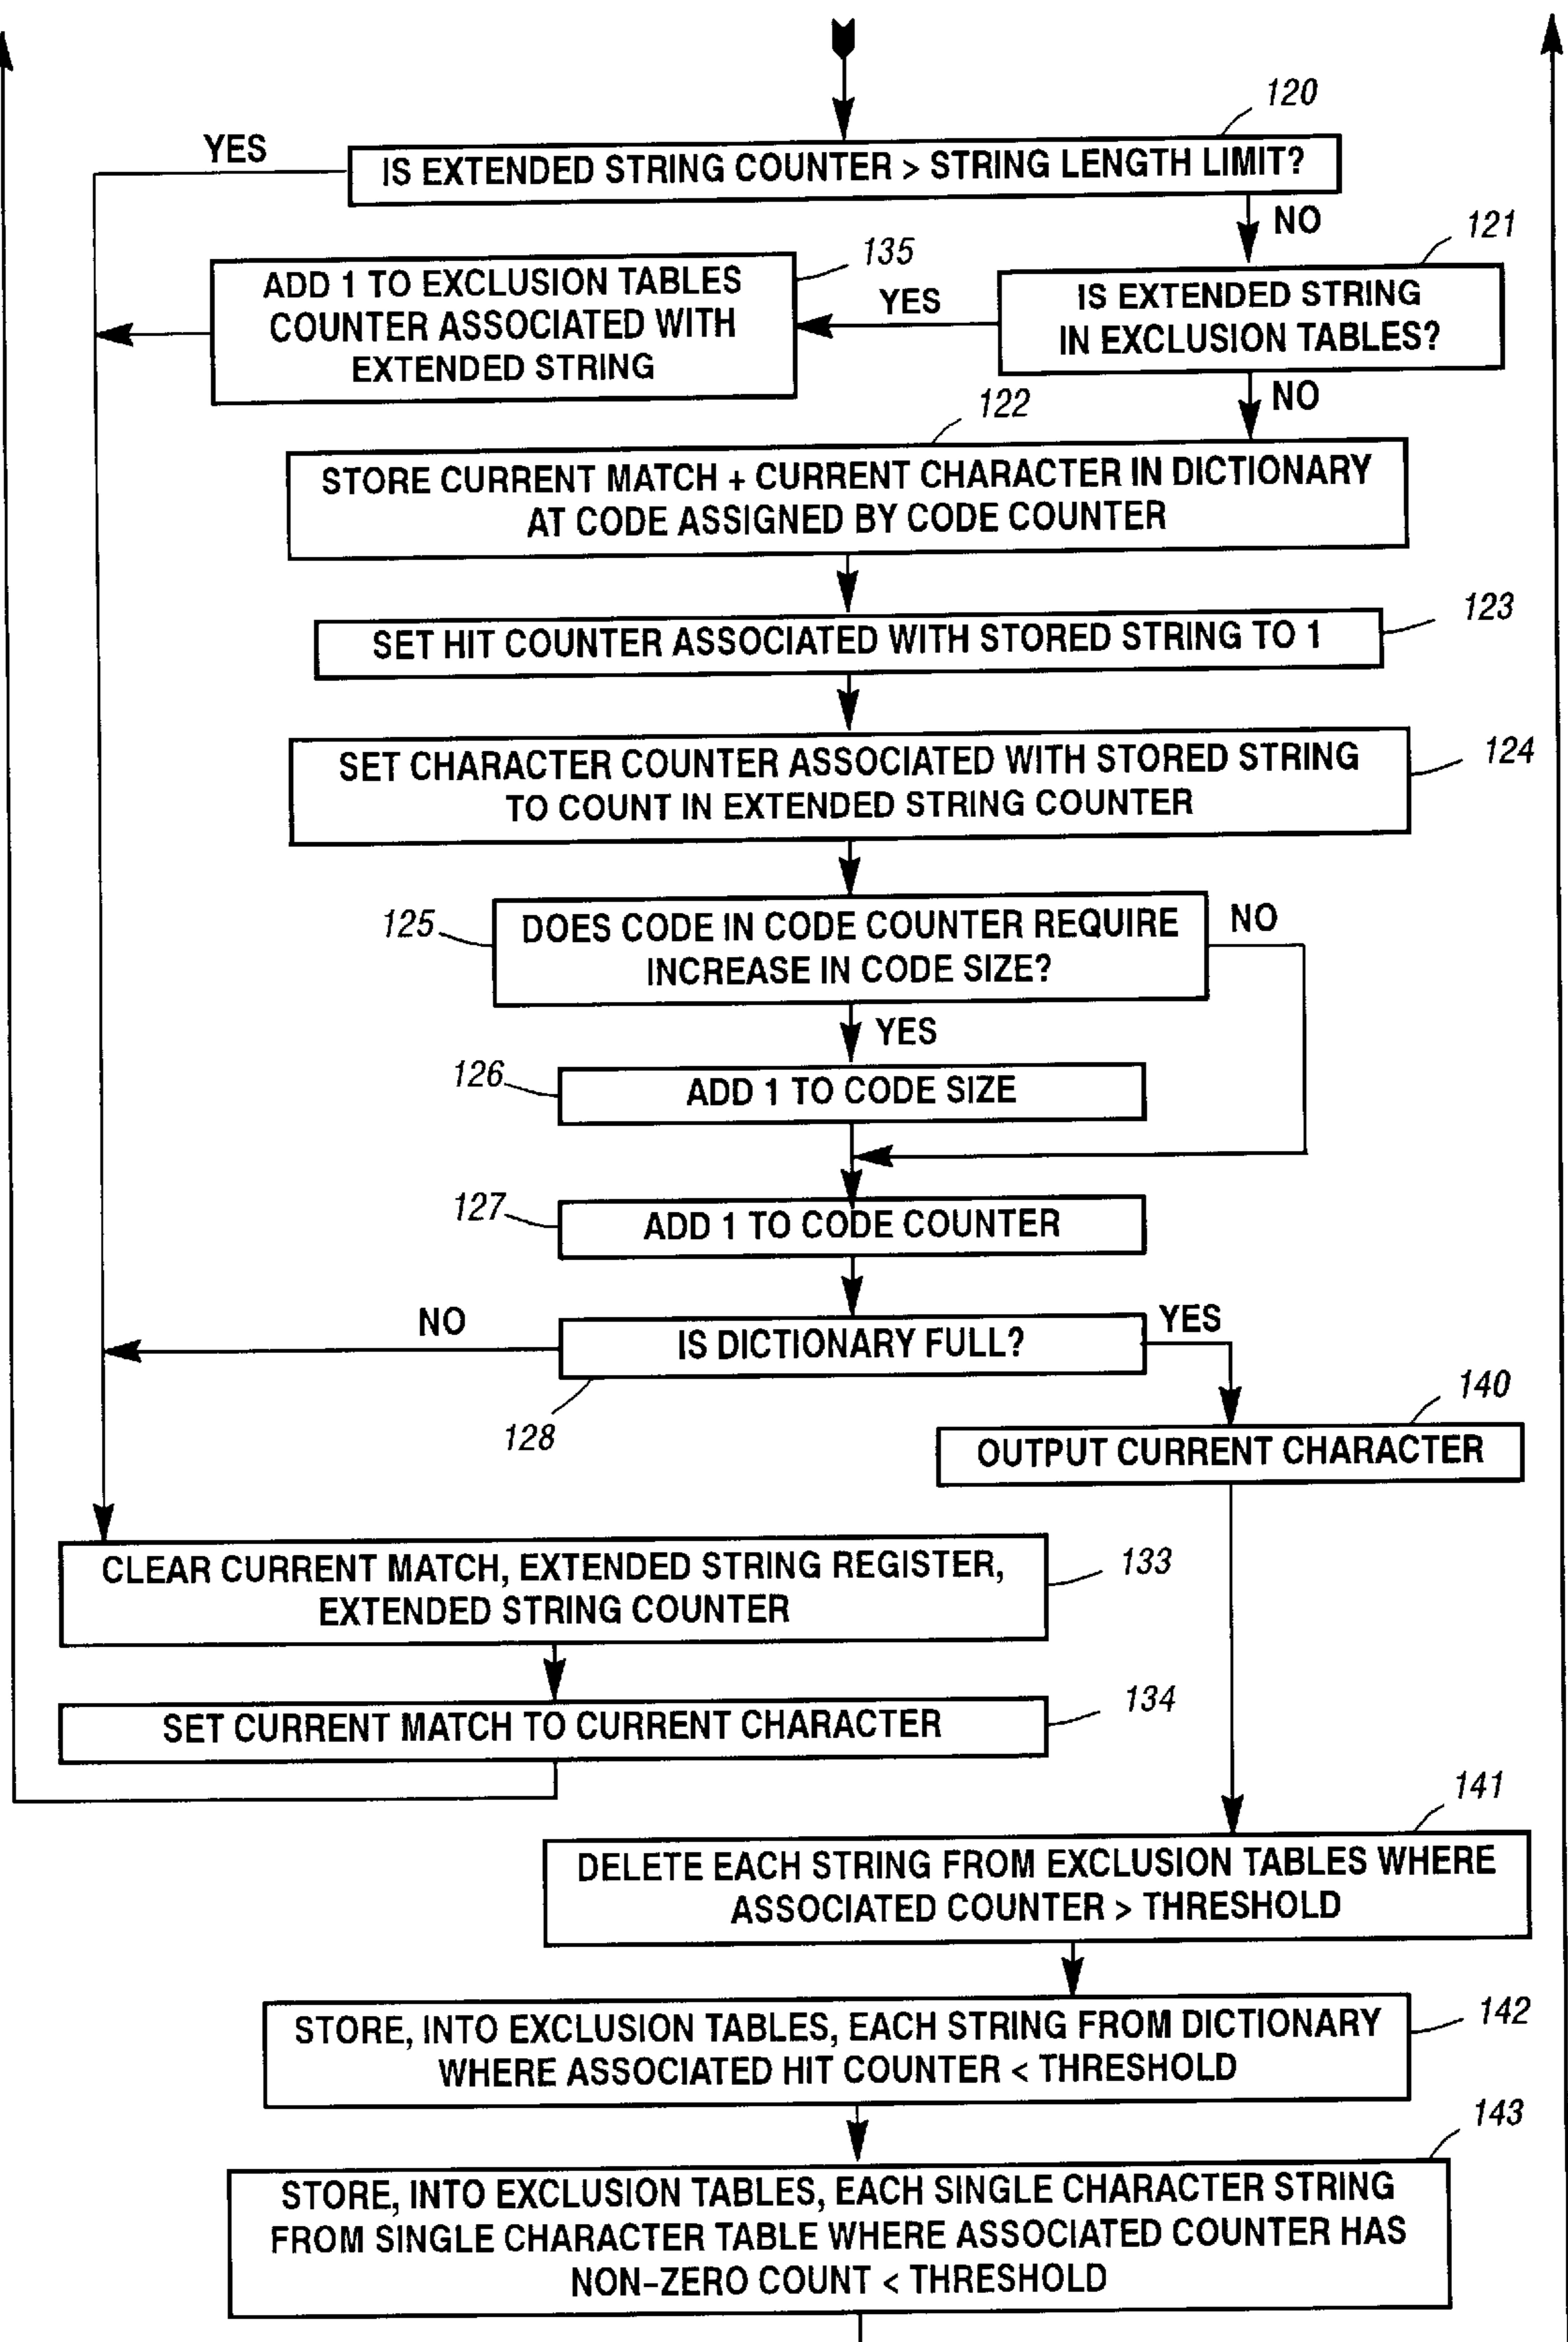 120
YES
IS EXTENDED STRING COUNTER > STRING LENGTH LIMIT?
NO
121
135
ADD 1 TO EXCLUSION TABLES
COUNTER ASSOCIATED WITH
EXTENDED STRING
YES
IS EXTENDED STRING
IN EXCLUSION TABLES?
NO
122
STORE CURRENT MATCH + CURRENT CHARACTER IN DICTIONARY
AT CODE ASSIGNED BY CODE COUNTER
123
SET HIT COUNTER ASSOCIATED WITH STORED STRING TO 1
124
SET CHARACTER COUNTER ASSOCIATED WITH STORED STRING
TO COUNT IN EXTENDED STRING COUNTER
125
DOES CODE IN CODE COUNTER REQUIRE
INCREASE IN CODE SIZE?
NO
YES
126
ADD 1 TO CODE SIZE
127
ADD 1 TO CODE COUNTER
NO
IS DICTIONARY FULL?
YES
128
140
OUTPUT CURRENT CHARACTER
CLEAR CURRENT MATCH, EXTENDED STRING REGISTER,
EXTENDED STRING COUNTER
133
SET CURRENT MATCH TO CURRENT CHARACTER
134
141
DELETE EACH STRING FROM EXCLUSION TABLES WHERE
ASSOCIATED COUNTER > THRESHOLD
142
STORE, INTO EXCLUSION TABLES, EACH STRING FROM DICTIONARY
WHERE ASSOCIATED HIT COUNTER < THRESHOLD
143
STORE, INTO EXCLUSION TABLES, EACH SINGLE CHARACTER STRING
FROM SINGLE CHARACTER TABLE WHERE ASSOCIATED COUNTER HAS
NON-ZERO COUNT < THRESHOLD